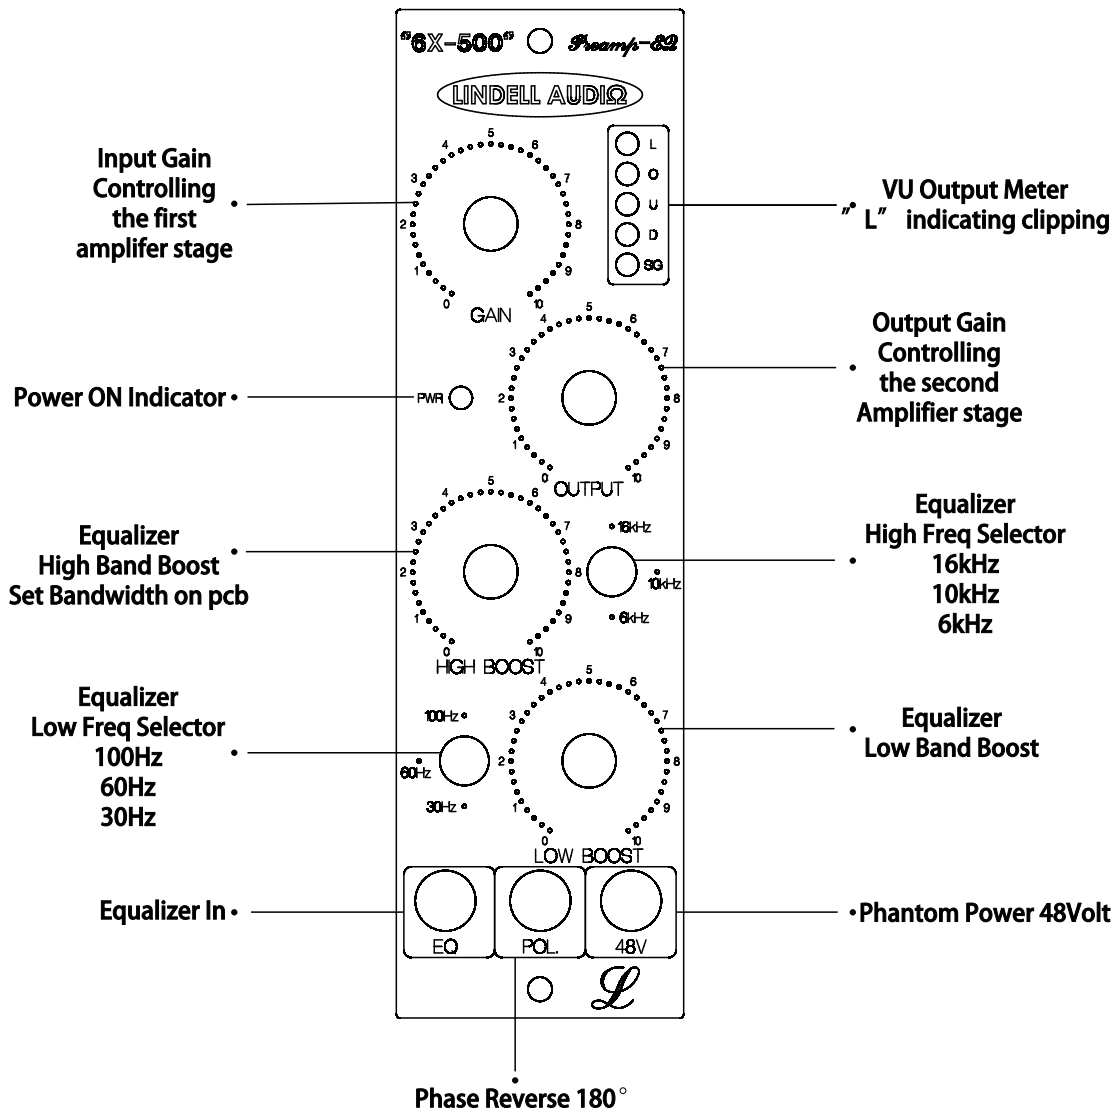 "6X-500" Preamp-EQ
LINDELL AUDIΩ
Input Gain
Controlling
the first
amplifer stage
5
4 6
3 7
2 8
1 9
0 10
GAIN
L
O
U
D
SG
VU Output Meter
"L" indicating clipping
Output Gain
Controlling
the second
Amplifier stage
Power ON Indicator
PWR
5
4 6
3 7
2 8
1 9
0 10
OUTPUT
Equalizer
High Band Boost
Set Bandwidth on pcb
5
4 6
3 7
2 8
1 9
0 10
HIGH BOOST
16kHz
10kHz
6kHz
Equalizer
High Freq Selector
16kHz
10kHz
6kHz
Equalizer
Low Freq Selector
100Hz
60Hz
30Hz
100Hz
60Hz
30Hz
5
4 6
3 7
2 8
1 9
0 10
LOW BOOST
Equalizer
Low Band Boost
Equalizer In
EQ
POL.
48V
Phantom Power 48Volt
L
Phase Reverse 180°